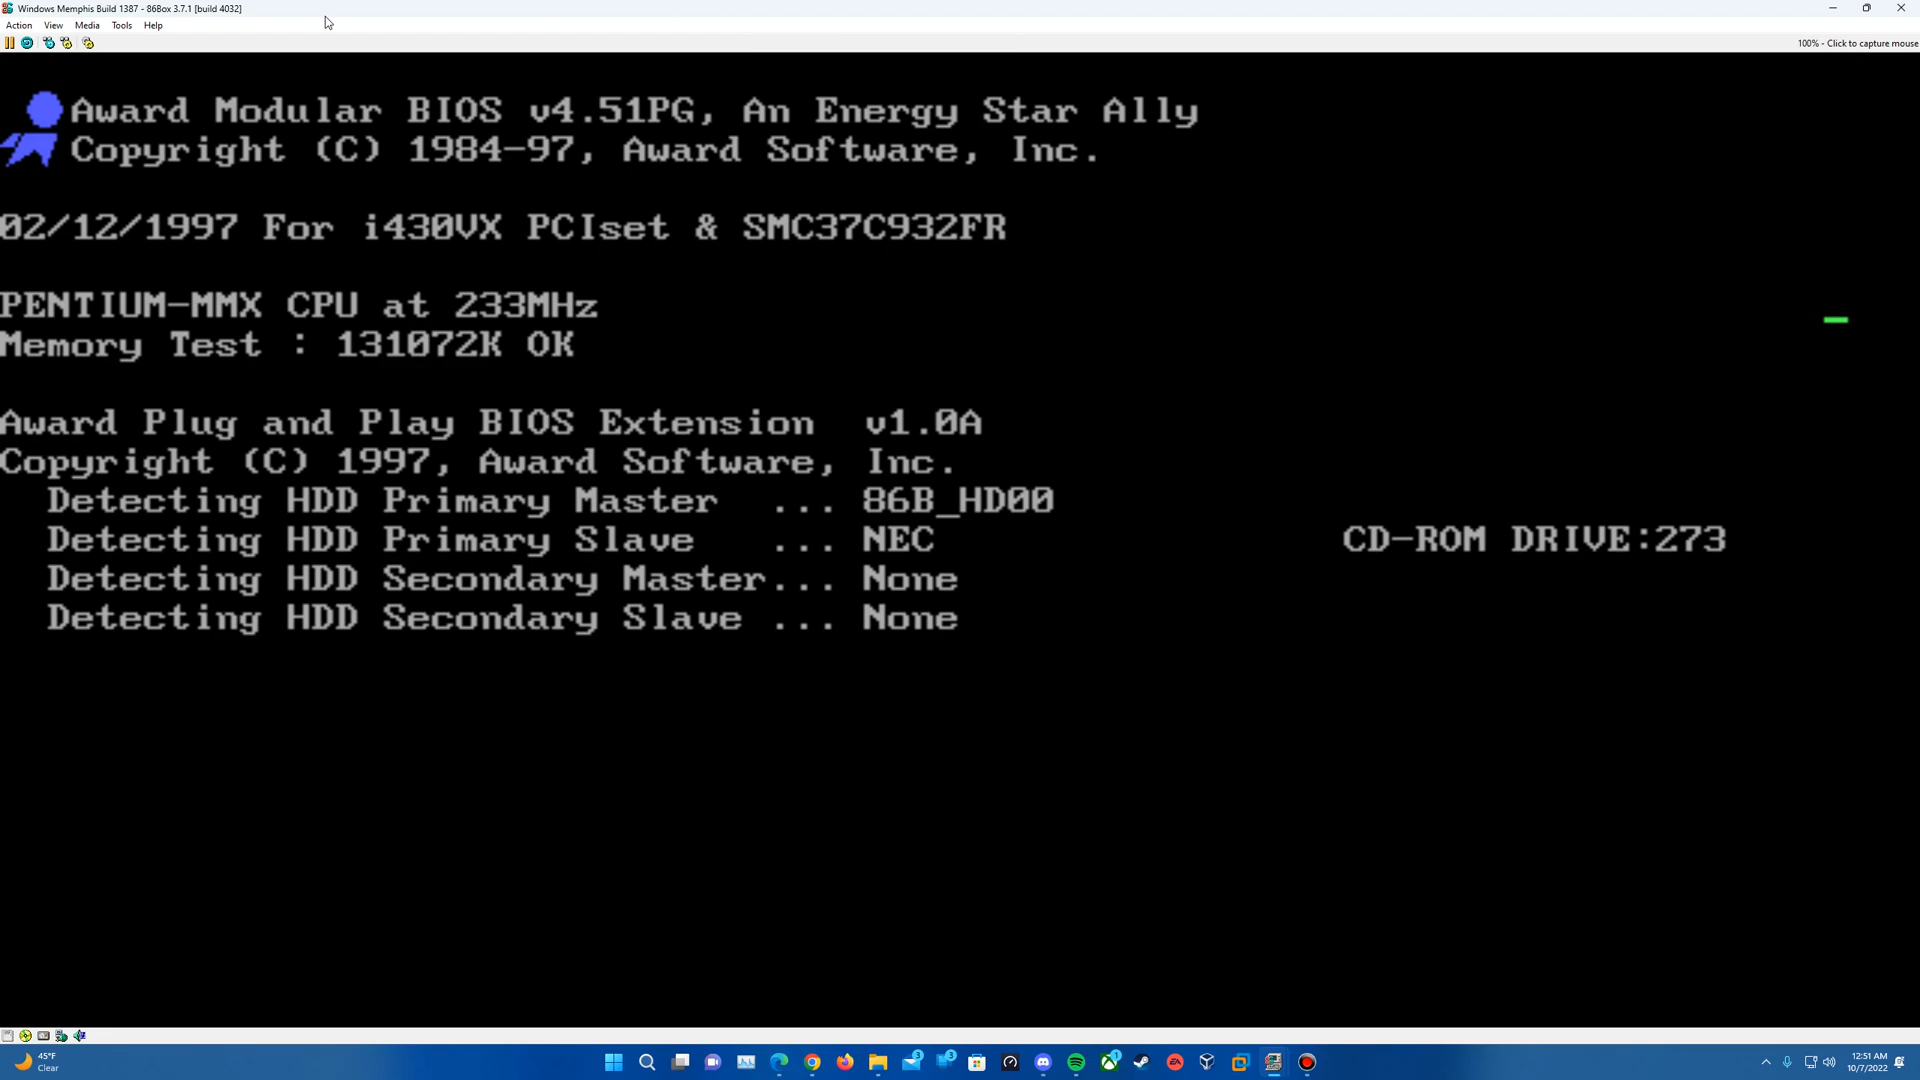 Windows Memphis Build 1387 - 86Box 3.7.1 [build 4032]
Action View Media Tools Help
100% - Click to capture mouse
Award Modular BIOS v4.51PG, An Energy Star Ally
Copyright (C) 1984-97, Award Software, Inc.
02/12/1997 For i430VX PCIset & SMC37C932FR
PENTIUM-MMX CPU at 233MHz
Memory Test : 131072K OK
Award Plug and Play BIOS Extension v1.0A
Copyright (C) 1997, Award Software, Inc.
Detecting HDD Primary Master ... 86B_HD00
Detecting HDD Primary Slave ... NEC CD-ROM DRIVE:273
Detecting HDD Secondary Master... None
Detecting HDD Secondary Slave ... None
45°F
Clear
3
3
1
EA
12:51 AM
10/7/2022